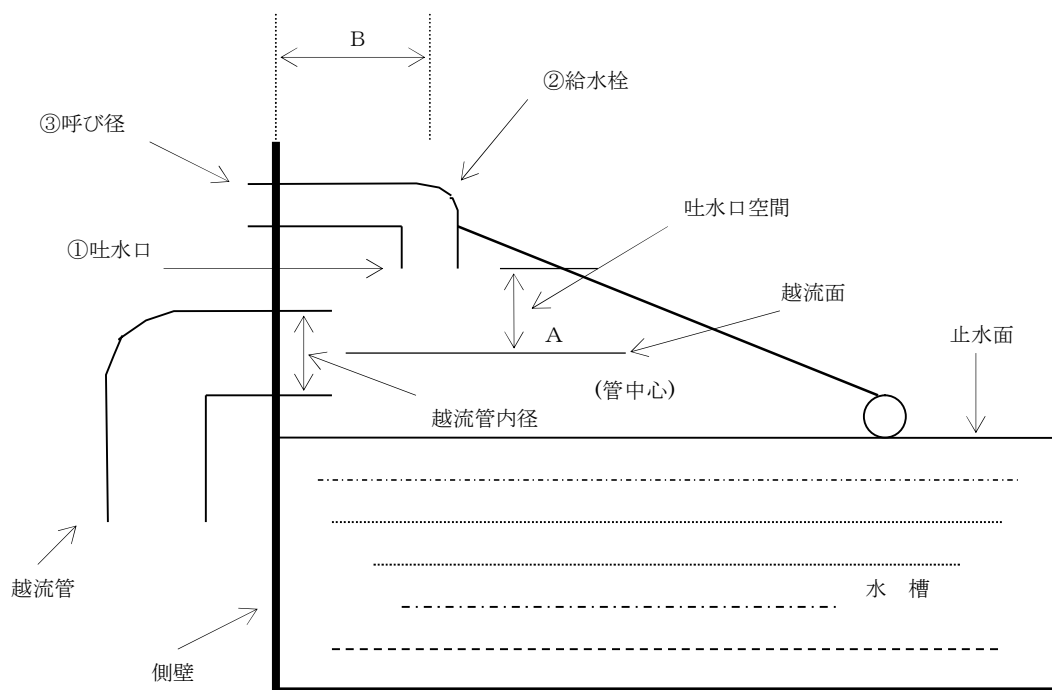 B
②給水栓
③呼び径
吐水口空間
①吐水口
越流面
A
止水面
(管中心)
越流管内径
越流管
水 槽
側壁